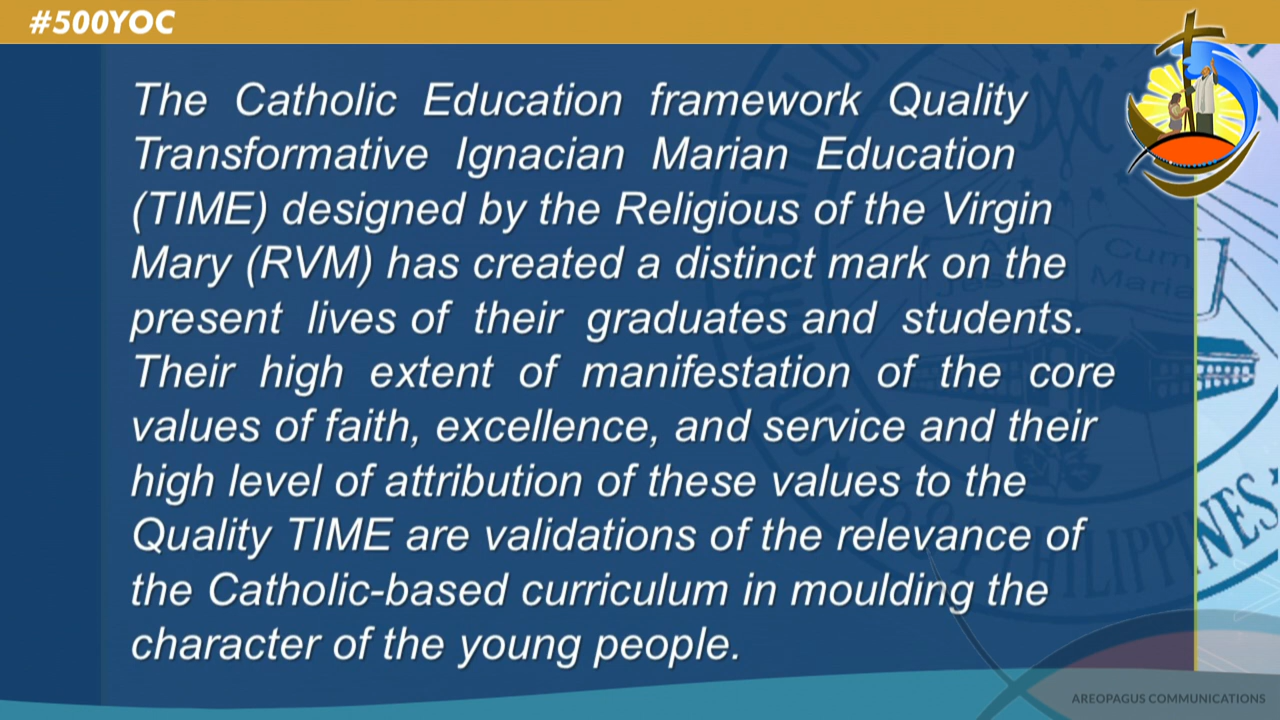 #500YOC
The Catholic Education framework Quality
Transformative Ignacian Marian Education
(TIME) designed by the Religious of the Virgin
Mary (RVM) has created a distinct mark on the
present lives of their graduates and students.
Their high extent of manifestation of the core
values of faith, excellence, and service and their
high level of attribution of these values to the
Quality TIME are validations of the relevance of
the Catholic-based curriculum in moulding the
character of the young people.
Cum
Jesu Maria
PHILIPPINES
AREOPAGUS COMMUNICATIONS